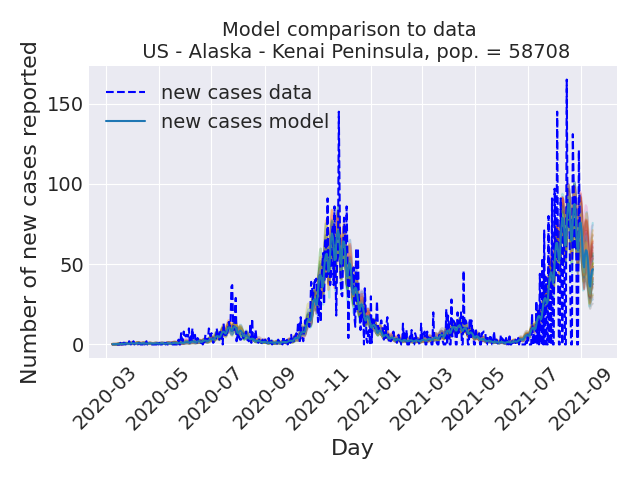 Model comparison to data
US - Alaska - Kenai Peninsula, pop. = 58708
Number of new cases reported
150
100
50
0
new cases data
new cases model
2020-03
2020-05
2020-07
2020-09
2020-11
2021-01
2021-03
2021-05
2021-07
2021-09
Day